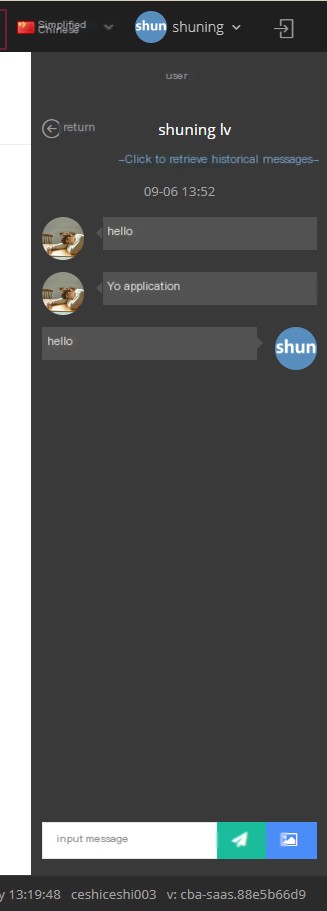 Simplified
Chinese
shun shuning
user
return
shuning lv
–Click to retrieve historical messages–
09-06 13:52
hello
Yo application
hello
shun
input message
y 13:19:48 ceshiceshi003 v: cba-saas.88e5b66d9